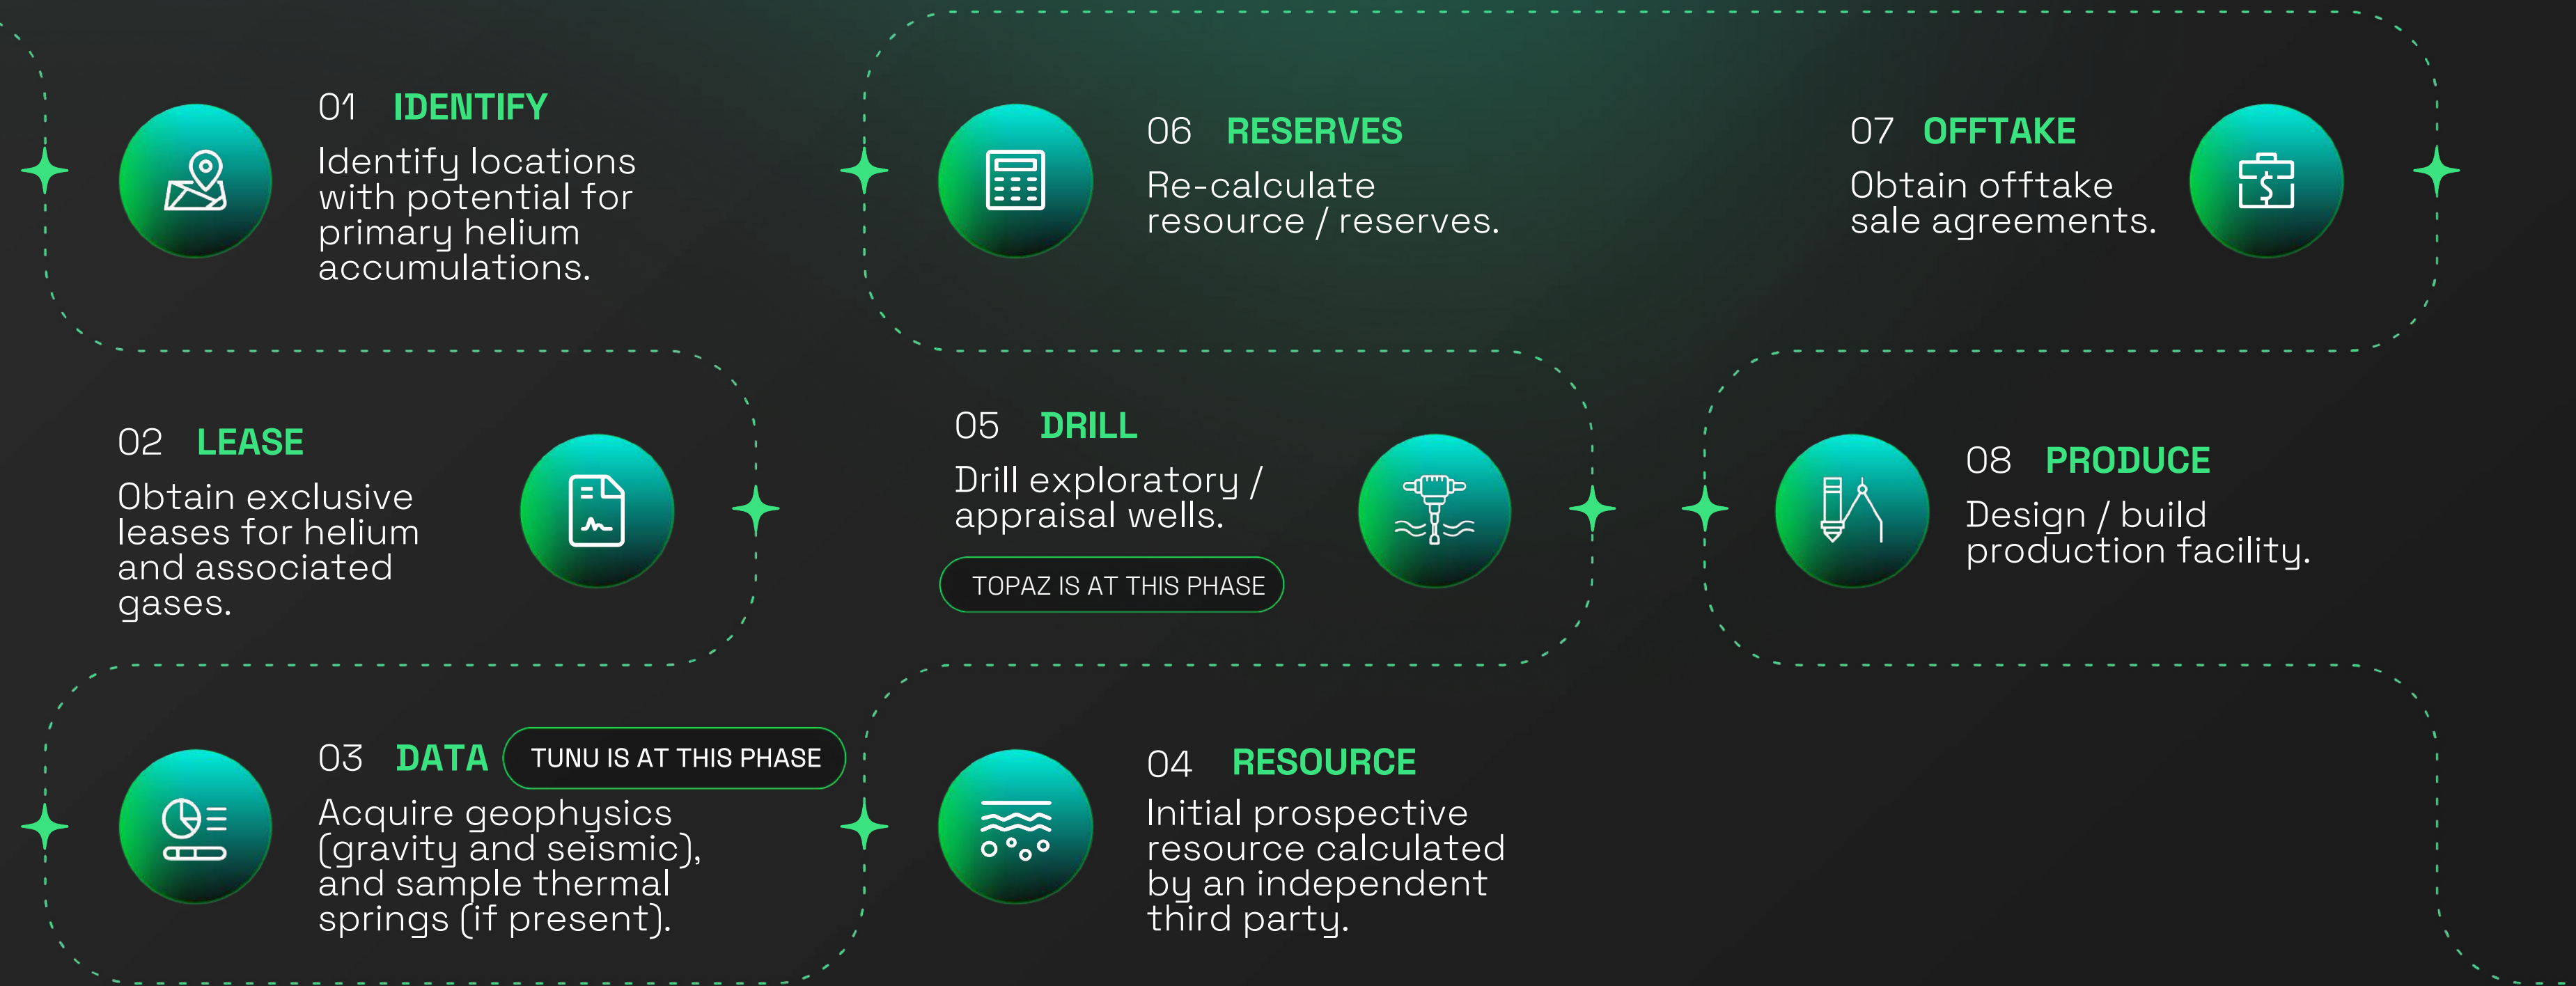 01 IDENTIFY
Identify locations
with potential for
primary helium
accumulations.
02 LEASE
Obtain exclusive
leases for helium
and associated
gases.
03 DATA TUNU IS AT THIS PHASE
Acquire geophysics
(gravity and seismic),
and sample thermal
springs (if present).
04 RESOURCE
Initial prospective
resource calculated
by an independent
third party.
05 DRILL
Drill exploratory /
appraisal wells.
TOPAZ IS AT THIS PHASE
06 RESERVES
Re-calculate
resource / reserves.
07 OFFTAKE
Obtain offtake
sale agreements.
08 PRODUCE
Design / build
production facility.